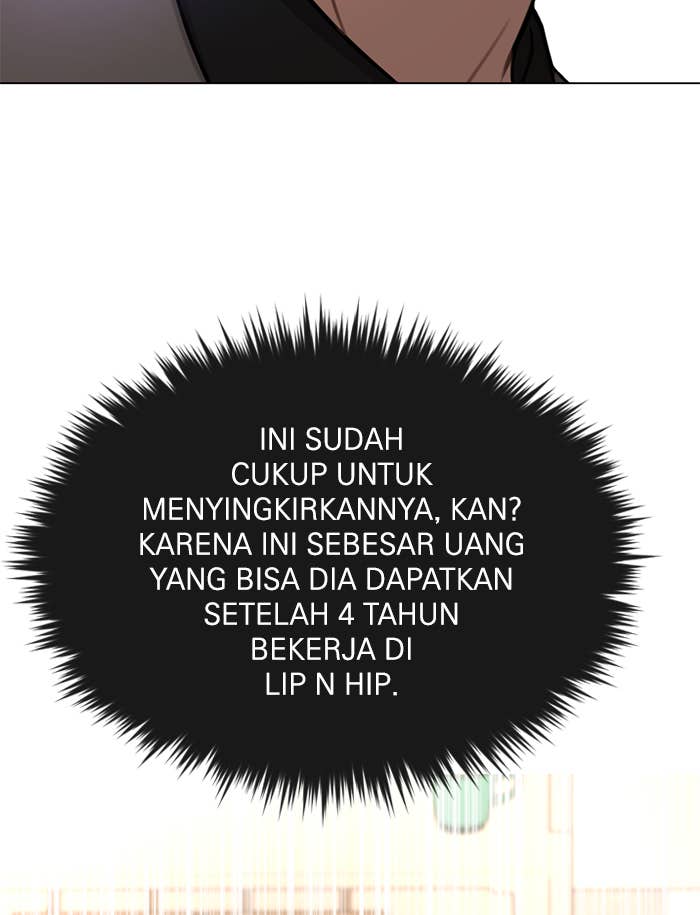 INI SUDAH
CUKUP UNTUK
MENYINGKIRKANNYA, KAN?
KARENA INI SEBESAR UANG
YANG BISA DIA DAPATKAN
SETELAH 4 TAHUN
BEKERJA DI
LIP N HIP.